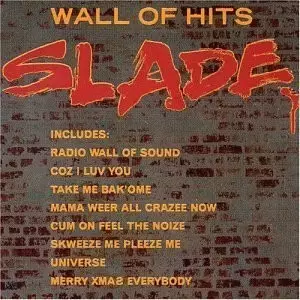 WALL OF HITS
SLADE
INCLUDES:
RADIO WALL OF SOUND
COZ I LUV YOU
TAKE ME BAK'OME
MAMA WEER ALL CRAZEE NOW
CUM ON FEEL THE NOIZE
SKWEEZE ME PLEEZE ME
UNIVERSE
MERRY XMAS EVERYBODY